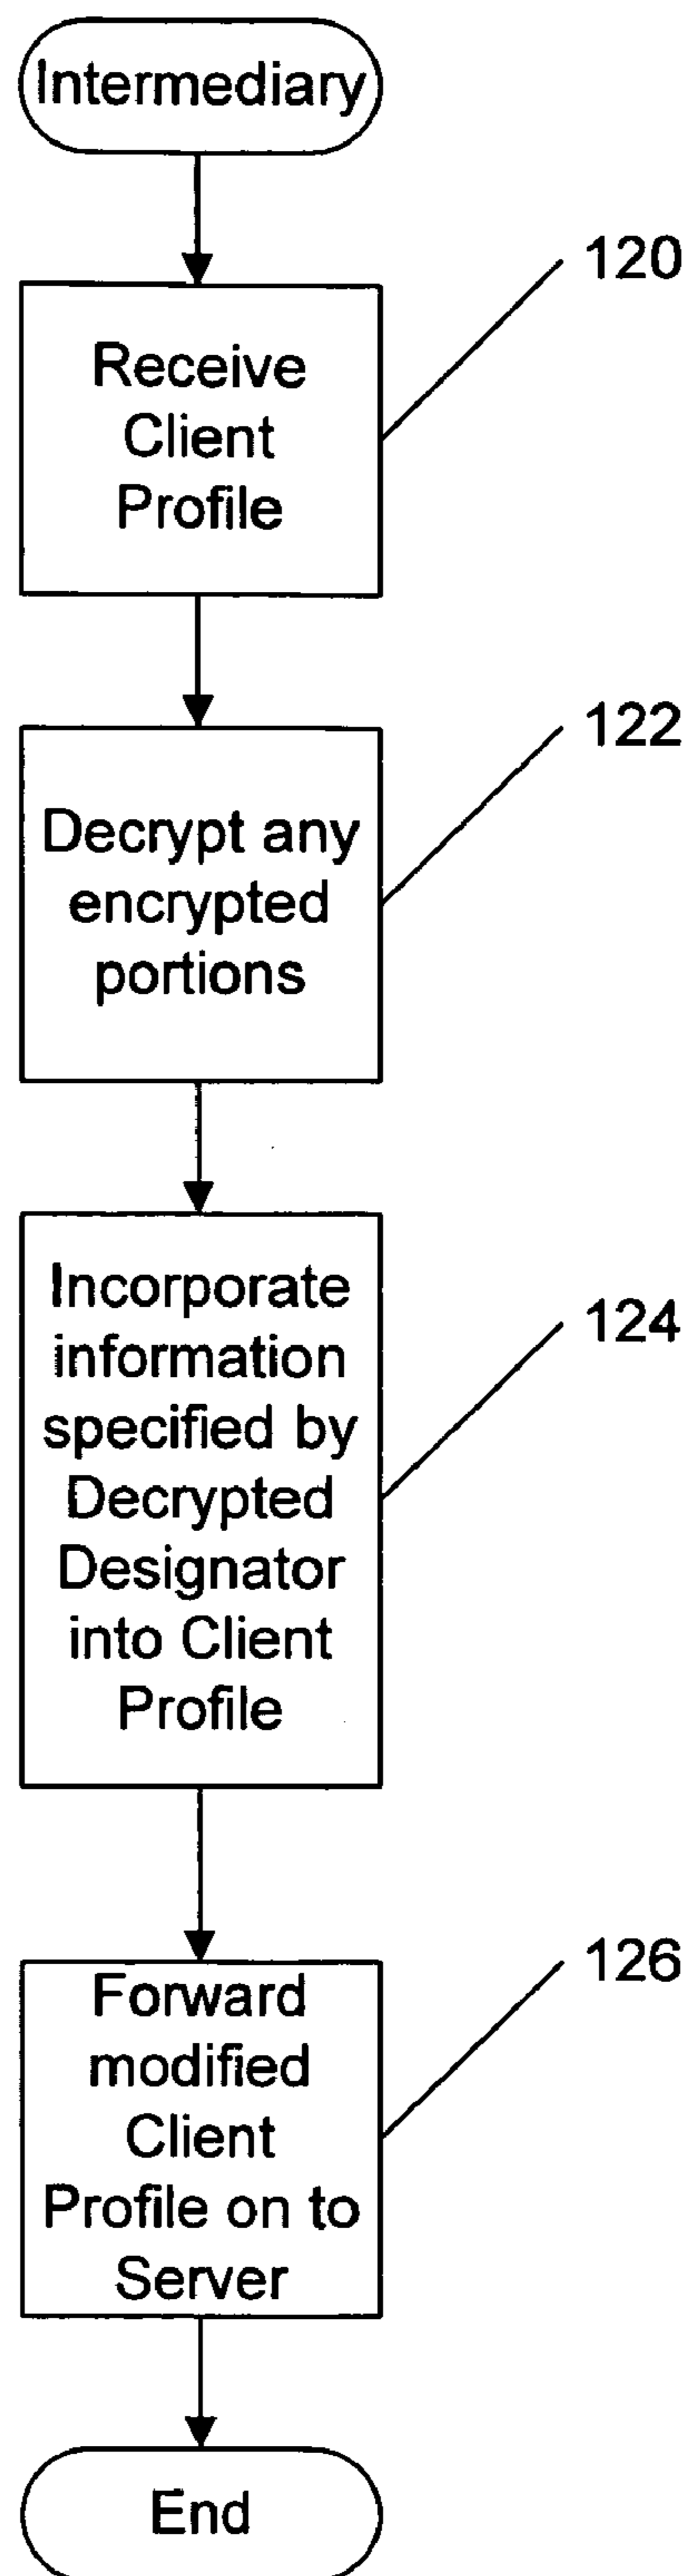 Intermediary
120
Receive
Client
Profile
122
Decrypt any
encrypted
portions
124
Incorporate
information
specified by
Decrypted
Designator
into Client
Profile
126
Forward
modified
Client
Profile on to
Server
End